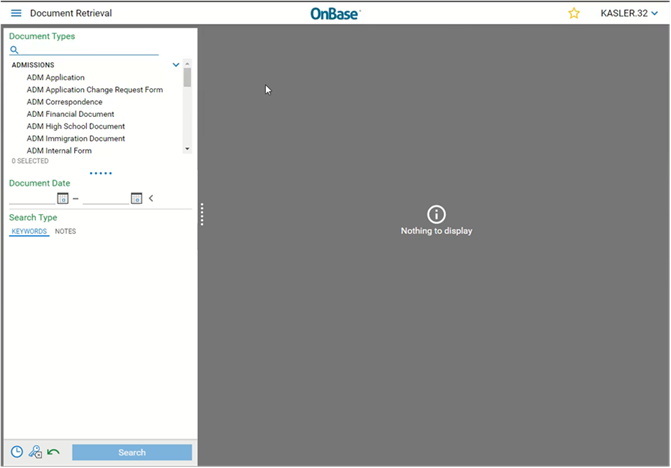 Document Retrieval
OnBase®
KASLER.32
Document Types
ADMISSIONS
ADM Application
ADM Application Change Request Form
ADM Correspondence
ADM Financial Document
ADM High School Document
ADM Immigration Document
ADM Internal Form
0 SELECTED
Document Date
–
Search Type
KEYWORDS NOTES
Nothing to display
Search